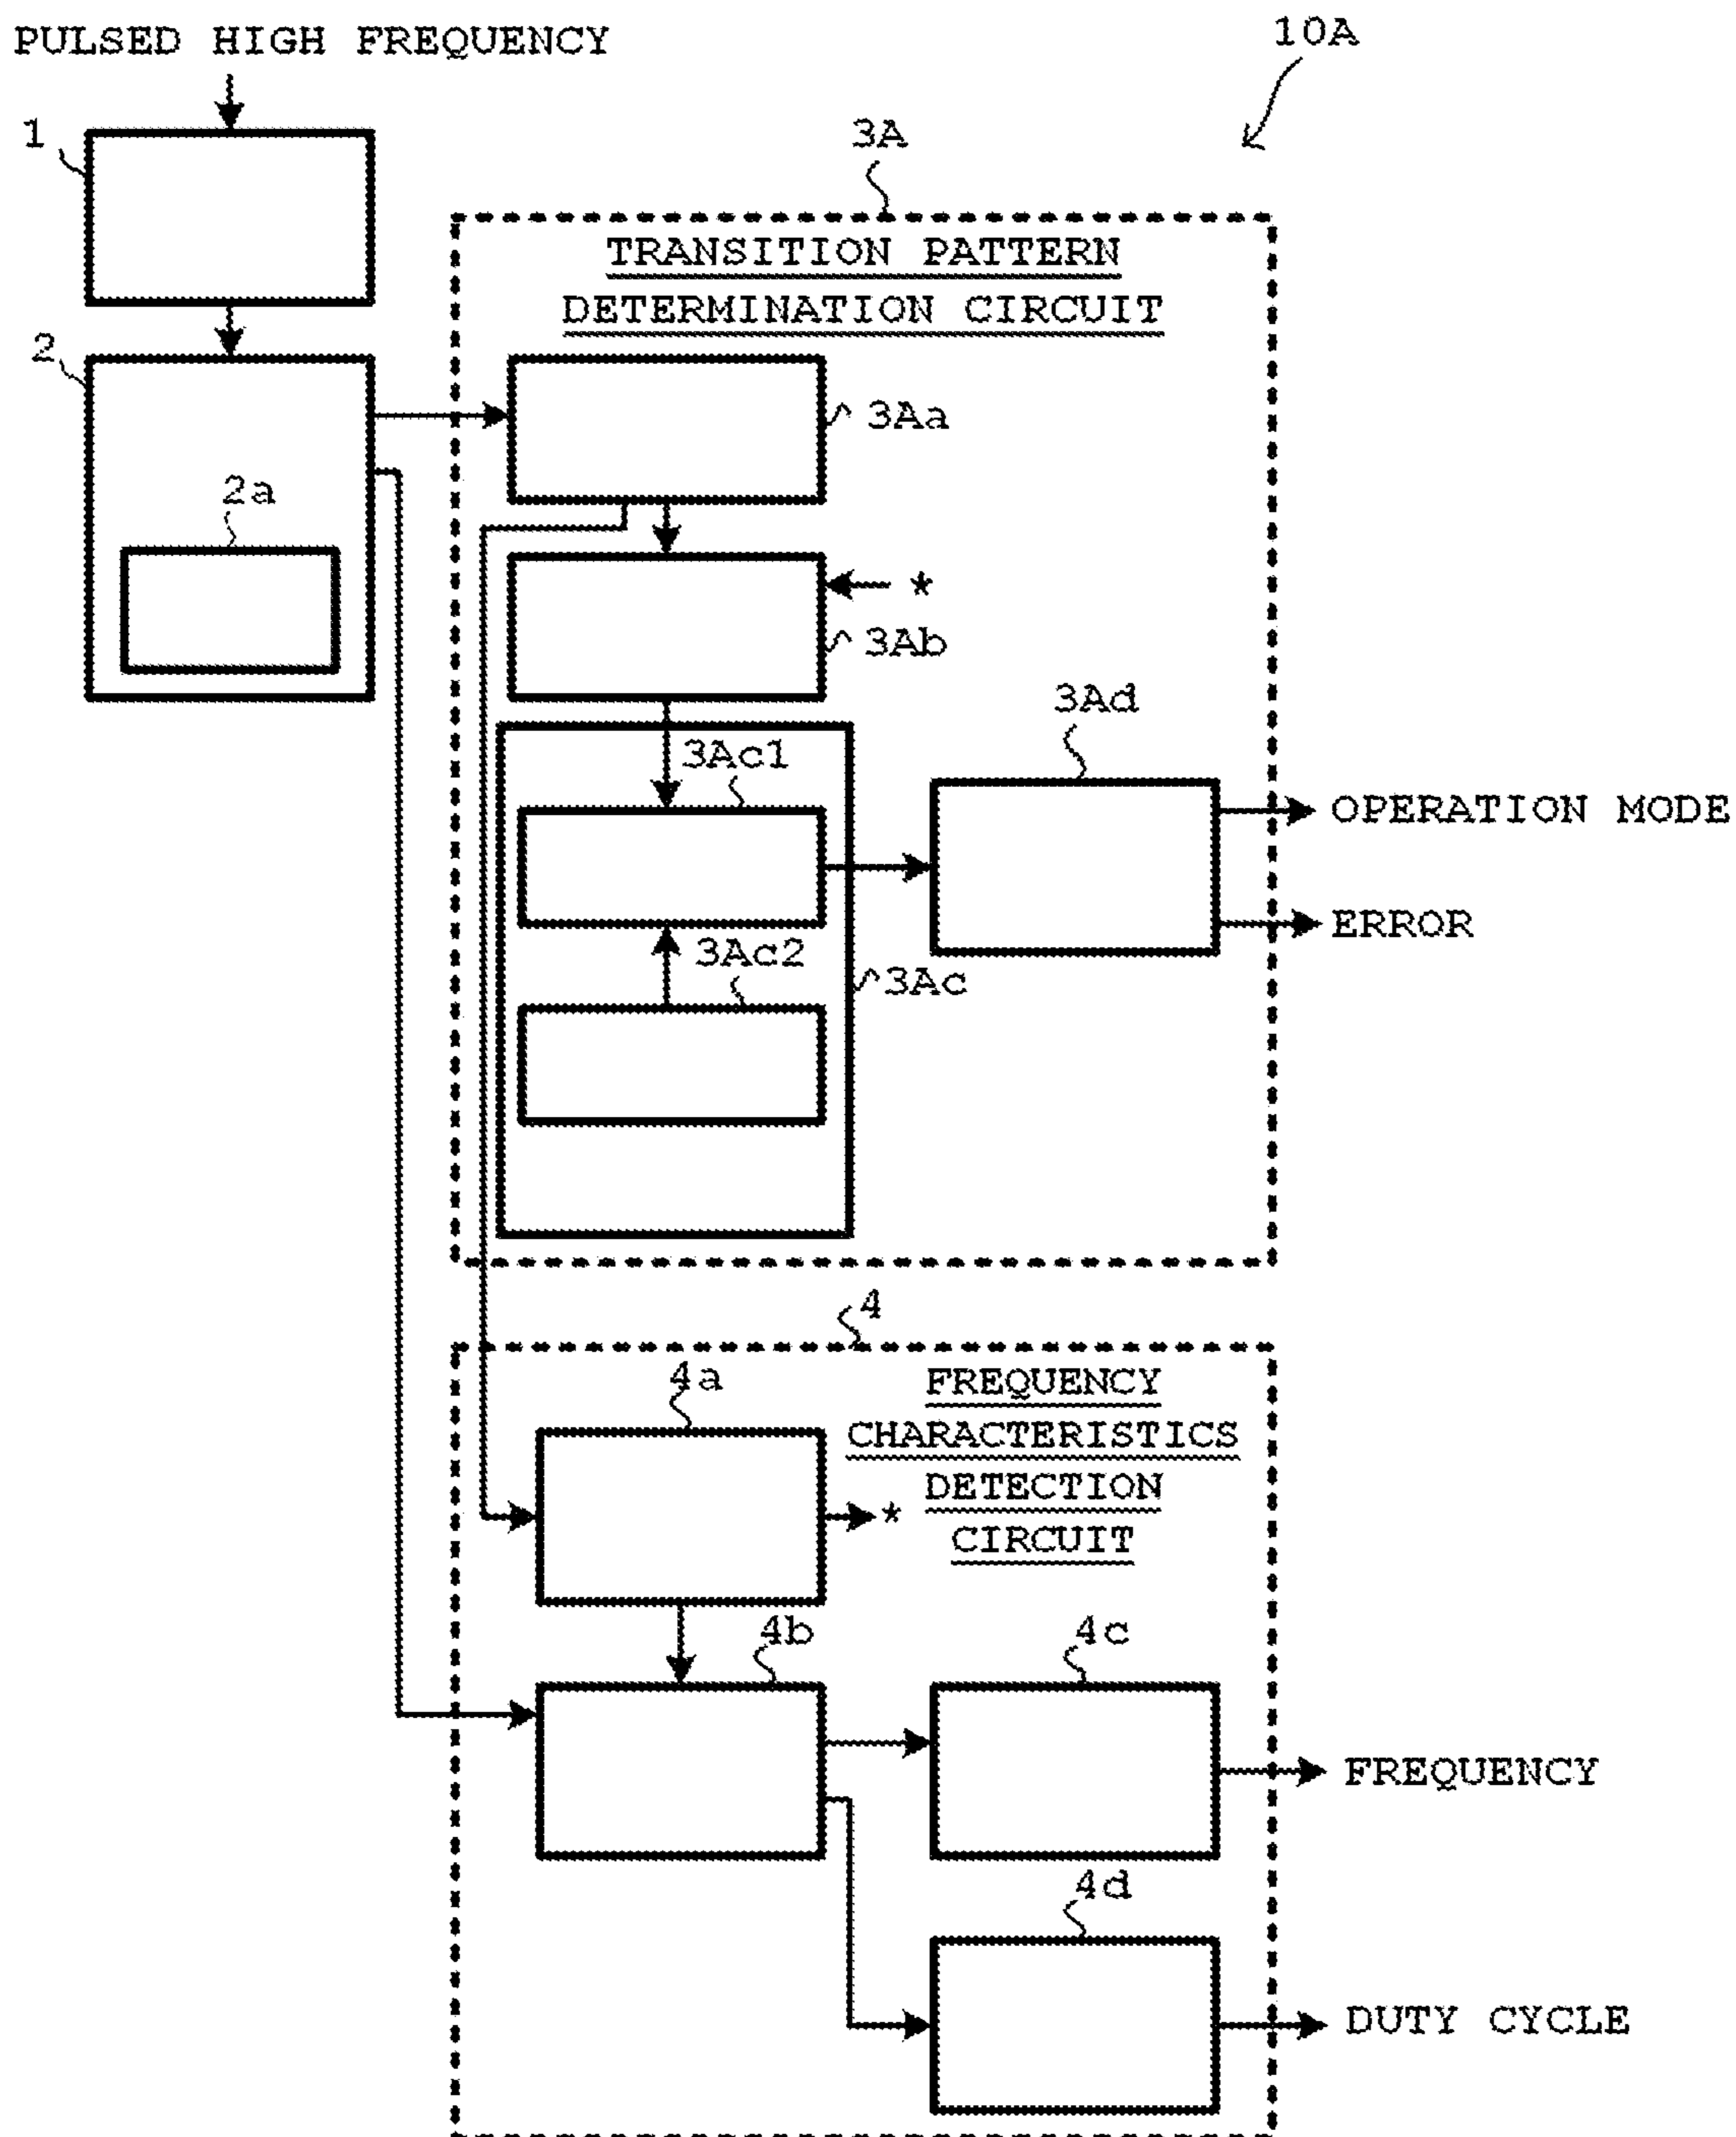 PULSED HIGH FREQUENCY
10A
1
3A
TRANSITION PATTERN
DETERMINATION CIRCUIT
2
3Aa
2a
*
3Ab
3Ad
3Ac1
OPERATION MODE
ERROR
3Ac2
3Ac
4
4a
FREQUENCY
CHARACTERISTICS
DETECTION
*
CIRCUIT
4b
4c
FREQUENCY
4d
DUTY CYCLE